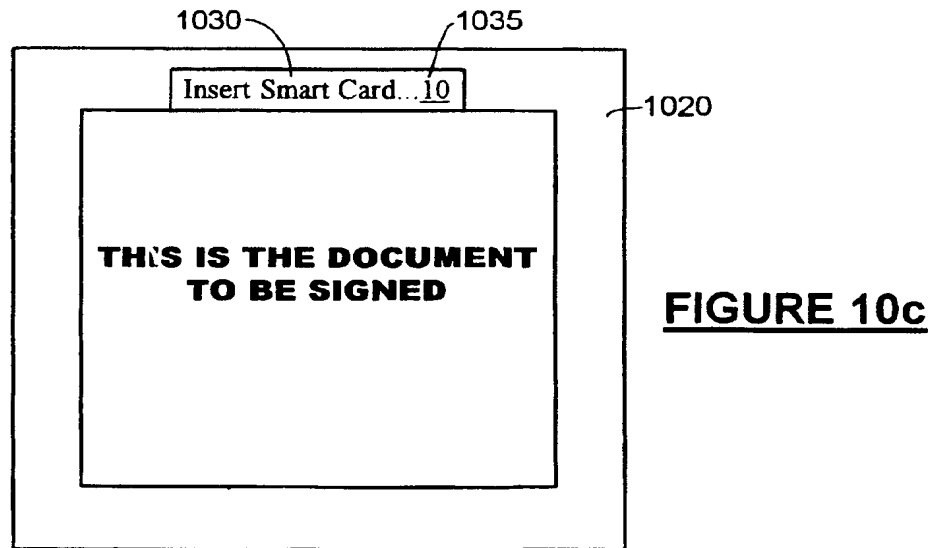 1030 1035
Insert Smart Card...10
1020
THIS IS THE DOCUMENT
TO BE SIGNED
FIGURE 10c